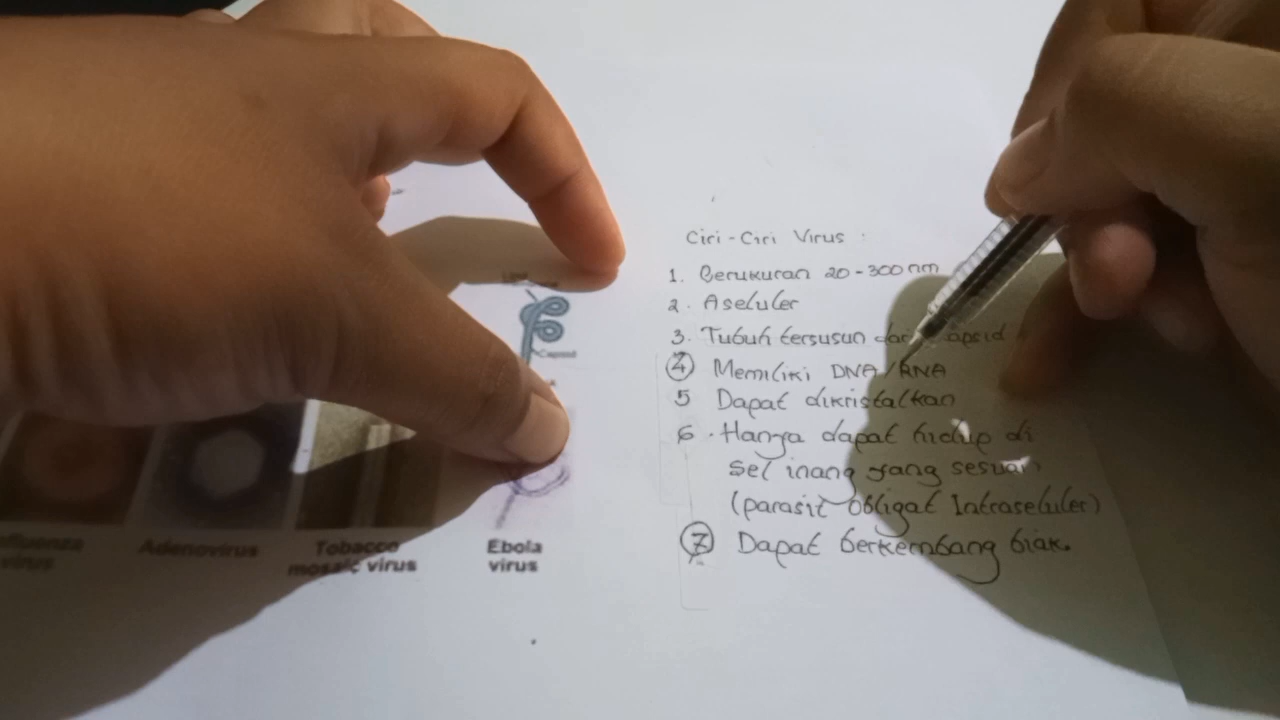 Ciri-Ciri Virus :
1. Berukuran 20-300 nm
2. Aseluler
3. Tubuh tersusun dari capsid
4 Memiliki DNA/RNA
5 Dapat dikristalkan
6. Hanya dapat hidup di
sel inang yang sesuai
(parasit obligat Intraseluler)
7 Dapat berkembang biak.
Capsid
Adenovirus
Tobacco
mosaic virus
Ebola
virus
virus